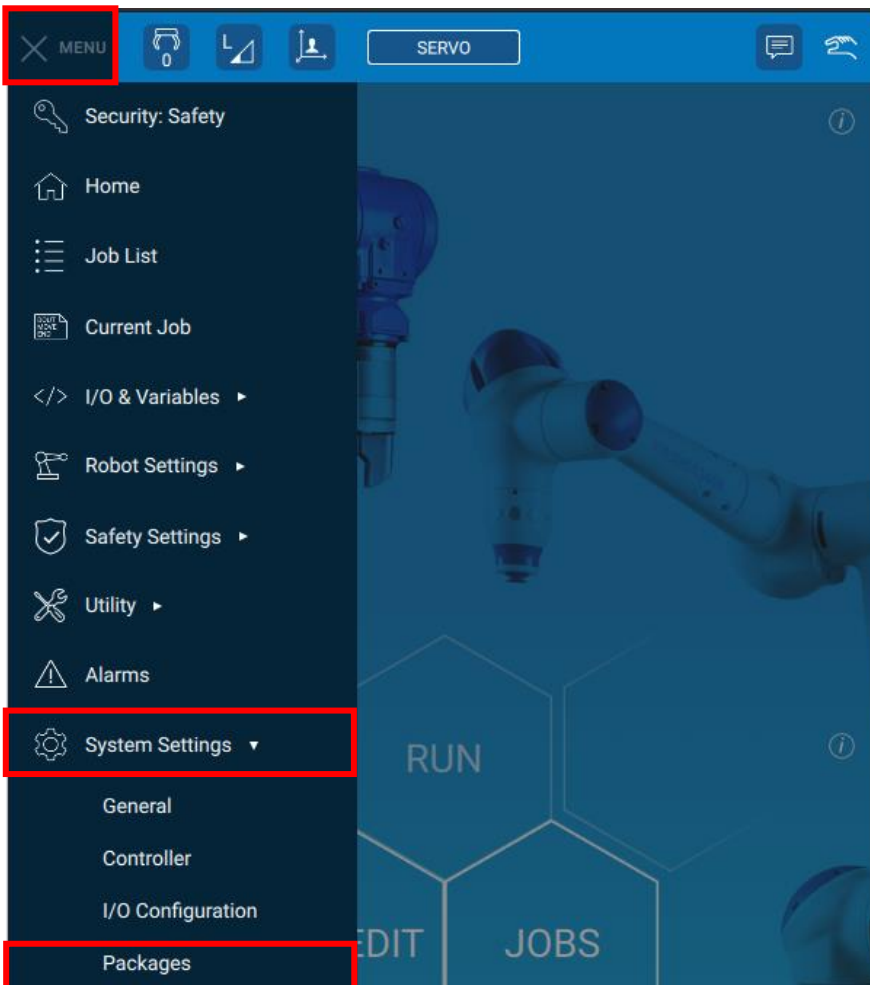 MENU
0
L
SERVO
Security: Safety
Home
Job List
Current Job
I/O & Variables
Robot Settings
Safety Settings
Utility
Alarms
System Settings
RUN
General
Controller
I/O Configuration
Packages
EDIT
JOBS